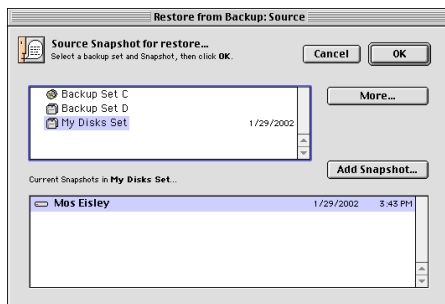 Restore from Backup: Source
Source Snapshot for restore...
Select a backup set and Snapshot, then click OK.
Cancel
OK
Backup Set C
Backup Set D
My Disks Set 1/29/2002
More...
Add Snapshot...
Current Snapshots in My Disks Set...
Mos Eisley 1/29/2002 3:43 PM